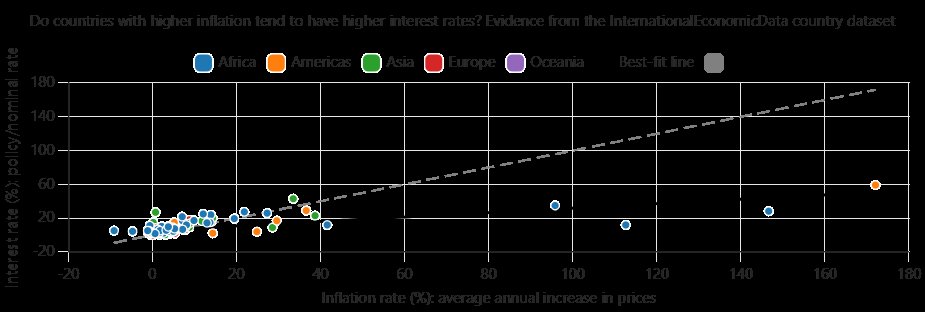 Do countries with higher inflation tend to have higher interest rates? Evidence from the InternationalEconomicData country dataset
Africa Americas Asia Europe Oceania Best-fit line
Interest rate (%): policy/nominal rate
180
140
100
60
20
-20
-20 0 20 40 60 80 100 120 140 160 180
Inflation rate (%): average annual increase in prices